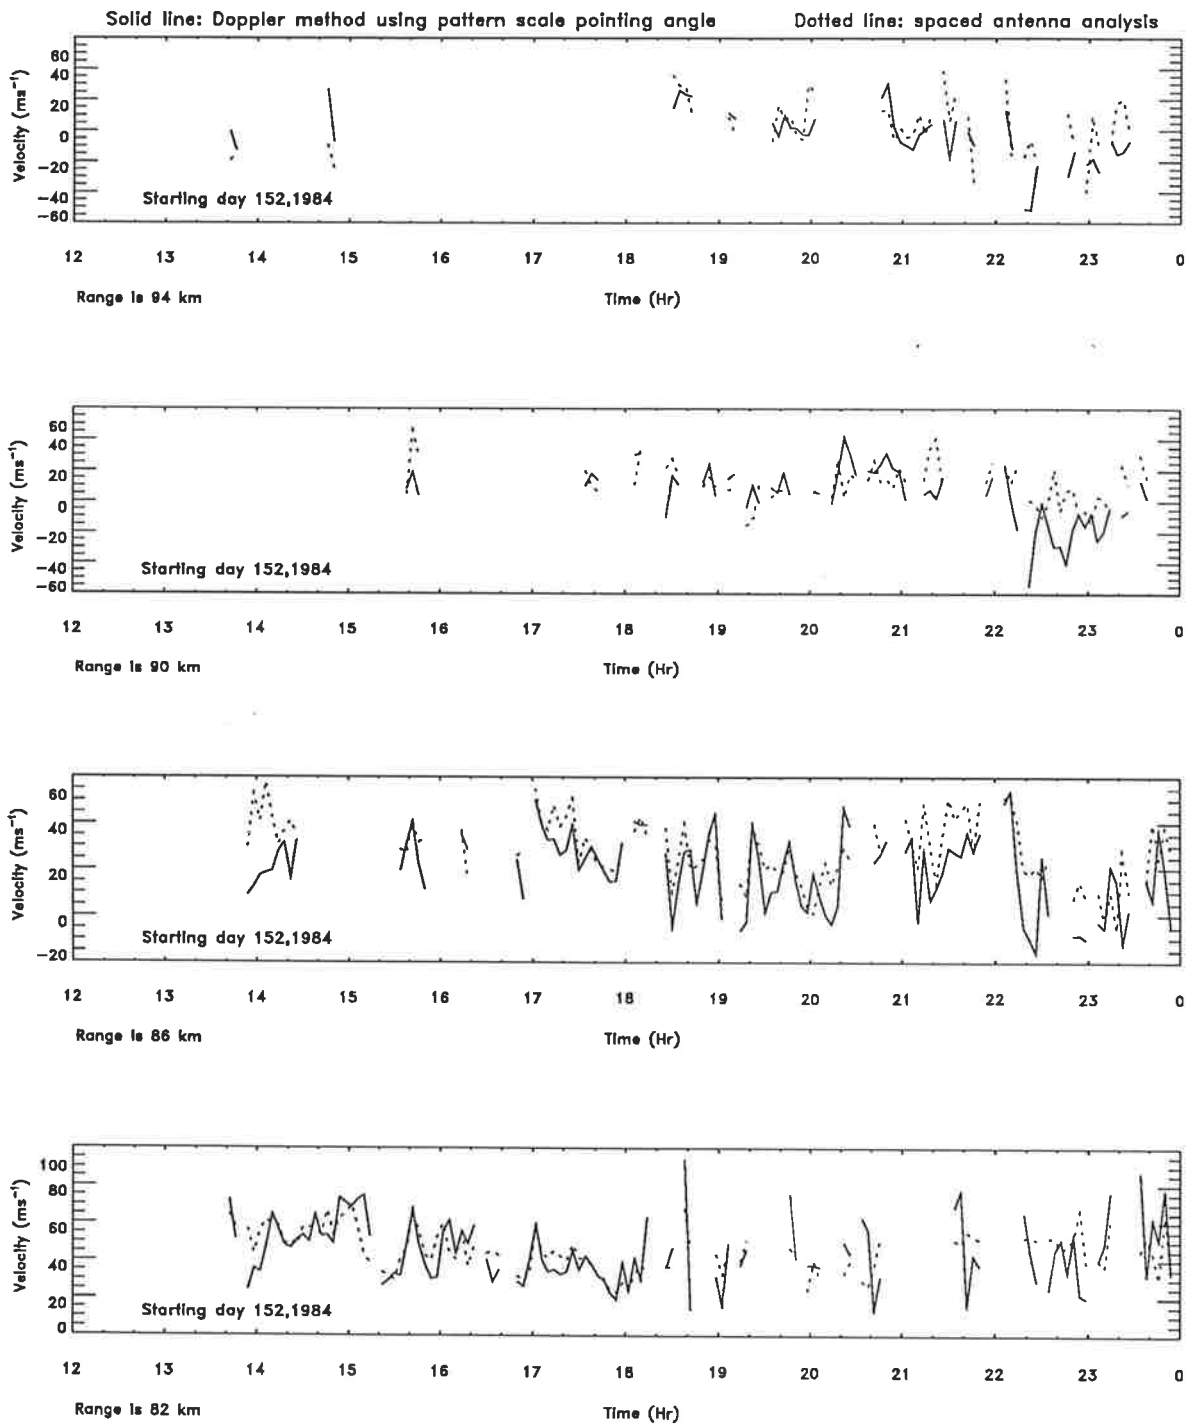 Solid line: Doppler method using pattern scale pointing angle Dotted line: spaced antenna analysis
60
40
20
0
−20
−40
−60
Velocity (ms⁻¹)
Starting day 152,1984
12 13 14 15 16 17 18 19 20 21 22 23 0
Range is 94 km Time (Hr)
60
40
20
0
−20
−40
−60
Velocity (ms⁻¹)
Starting day 152,1984
12 13 14 15 16 17 18 19 20 21 22 23 0
Range is 90 km Time (Hr)
60
40
20
0
−20
Velocity (ms⁻¹)
Starting day 152,1984
12 13 14 15 16 17 18 19 20 21 22 23 0
Range is 86 km Time (Hr)
100
80
60
40
20
0
Velocity (ms⁻¹)
Starting day 152,1984
12 13 14 15 16 17 18 19 20 21 22 23 0
Range is 82 km Time (Hr)